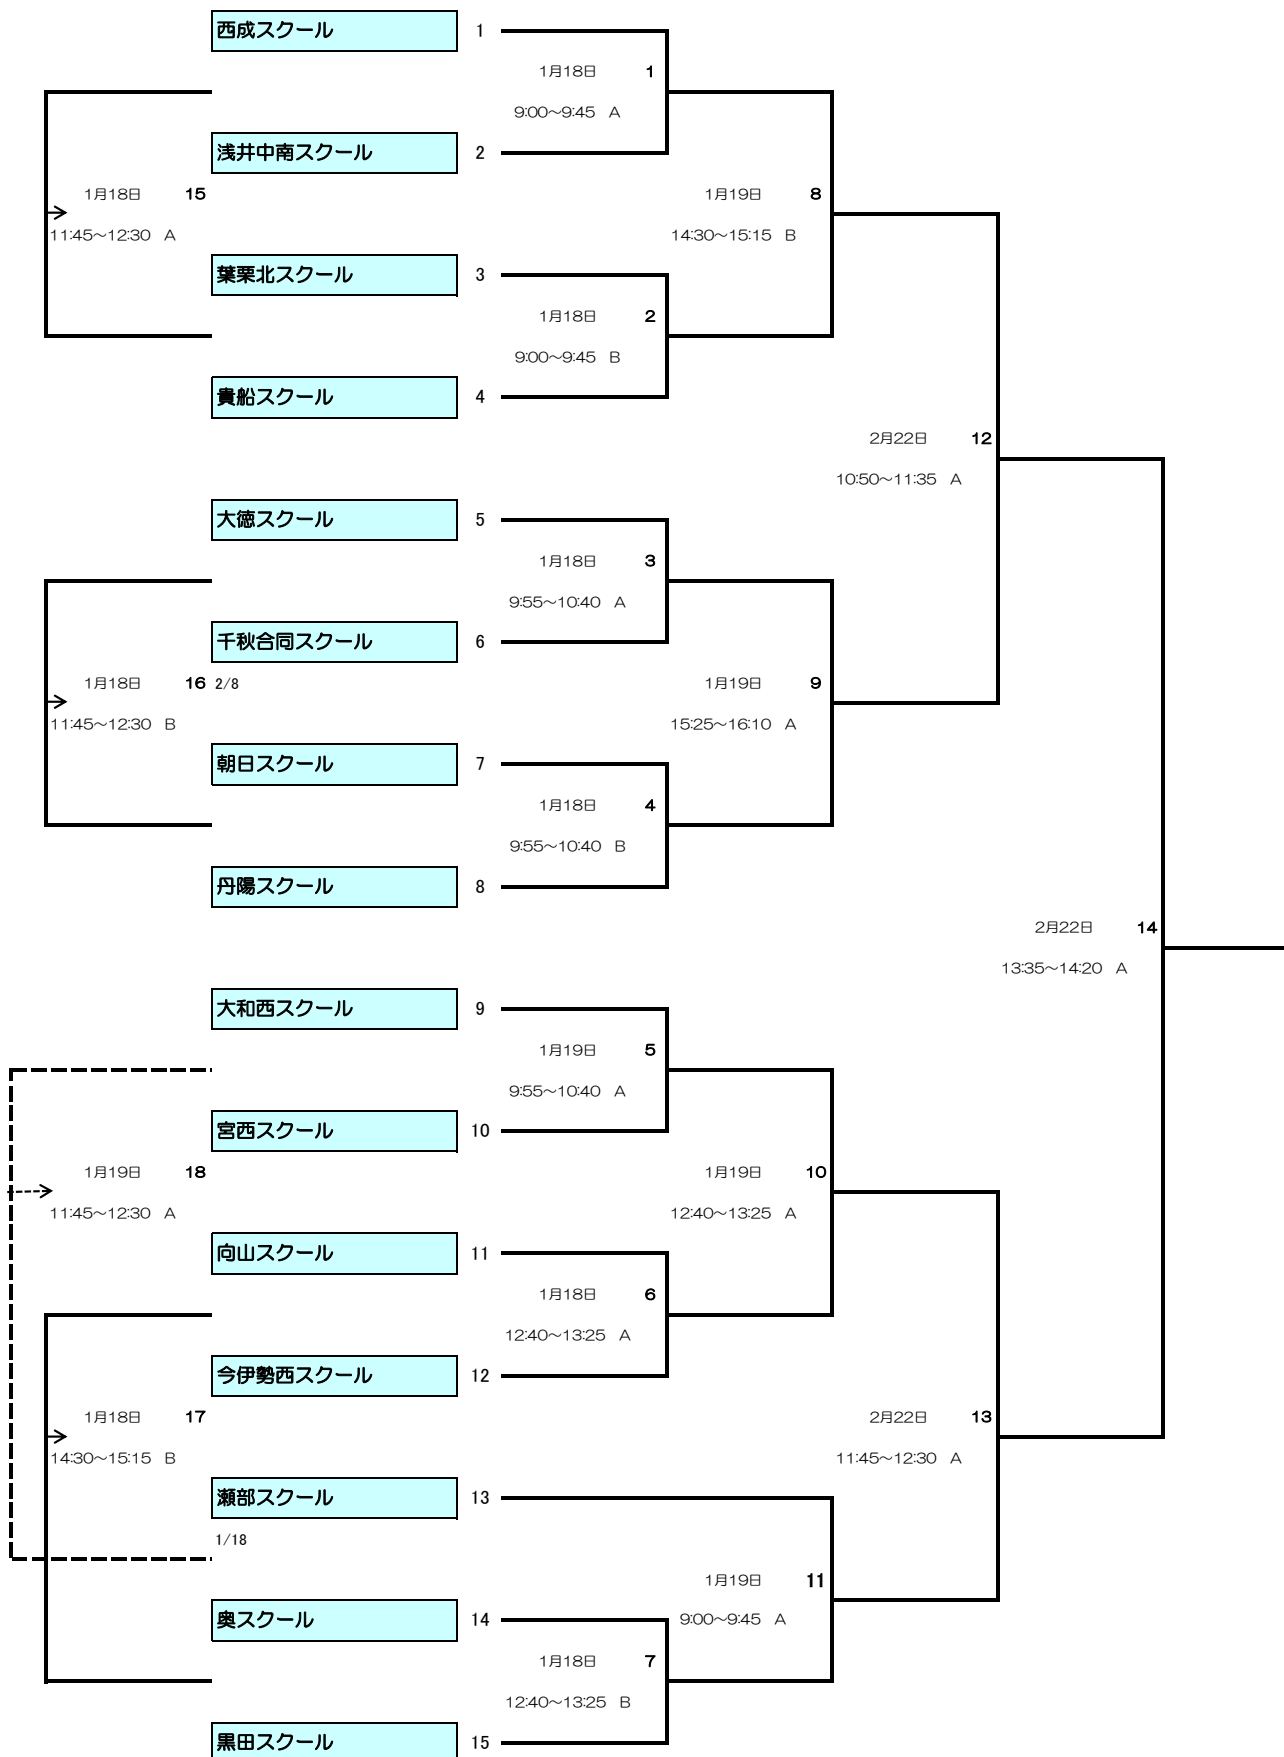 西成スクール 1
1月18日 1
9:00～9:45 A
浅井中南スクール 2
1月18日 15 1月19日 8
11:45～12:30 A 14:30～15:15 B
葉栗北スクール 3
1月18日 2
9:00～9:45 B
貴船スクール 4
2月22日 12
10:50～11:35 A
大徳スクール 5
1月18日 3
9:55～10:40 A
千秋合同スクール 6
1月18日 16 2/8 1月19日 9
11:45～12:30 B 15:25～16:10 A
朝日スクール 7
1月18日 4
9:55～10:40 B
丹陽スクール 8
2月22日 14
13:35～14:20 A
大和西スクール 9
1月19日 5
9:55～10:40 A
宮西スクール 10
1月19日 18 1月19日 10
11:45～12:30 A 12:40～13:25 A
向山スクール 11
1月18日 6
12:40～13:25 A
今伊勢西スクール 12
1月18日 17 2月22日 13
14:30～15:15 B 11:45～12:30 A
瀬部スクール 13
1/18
1月19日 11
奥スクール 14 9:00～9:45 A
1月18日 7
12:40～13:25 B
黒田スクール 15